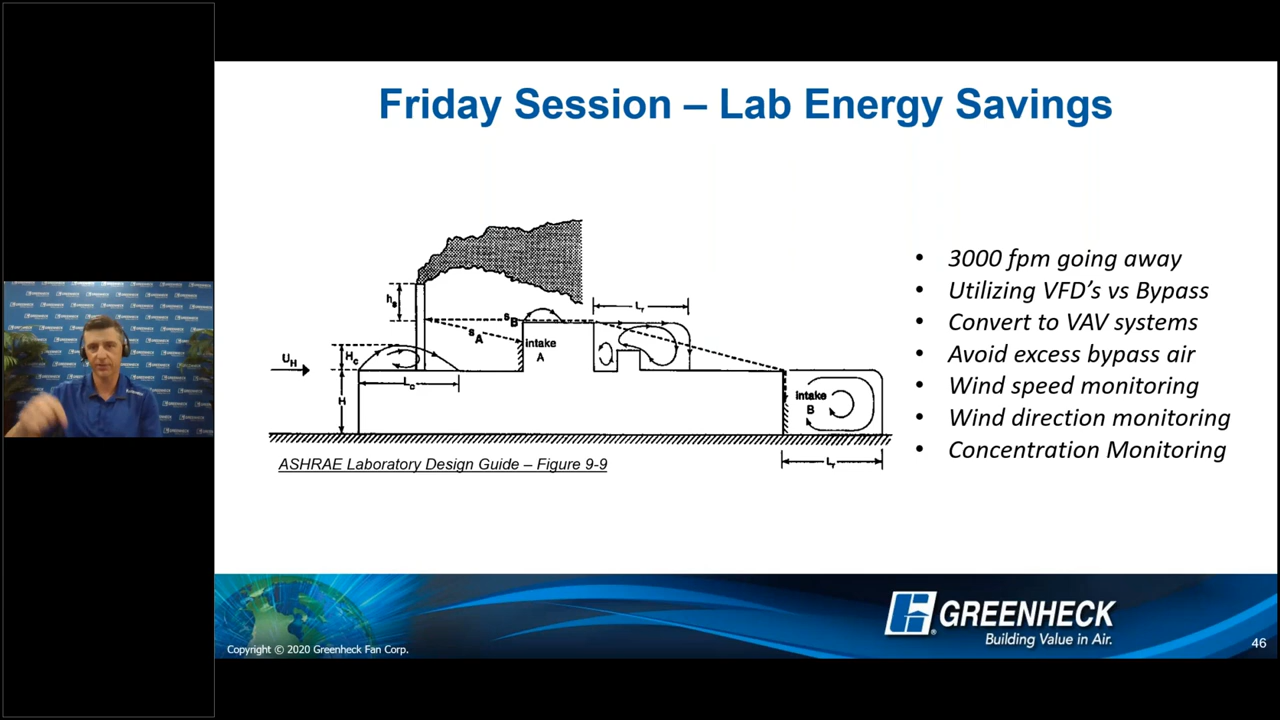 Friday Session – Lab Energy Savings
hs
Lr
SB
SA
intake
A
UH
Hc
Lc
H
intake
B
Lr
ASHRAE Laboratory Design Guide – Figure 9-9
• 3000 fpm going away
• Utilizing VFD's vs Bypass
• Convert to VAV systems
• Avoid excess bypass air
• Wind speed monitoring
• Wind direction monitoring
• Concentration Monitoring
GREENHECK
Building Value in Air.
Copyright © 2020 Greenheck Fan Corp.
46
GREENHECK